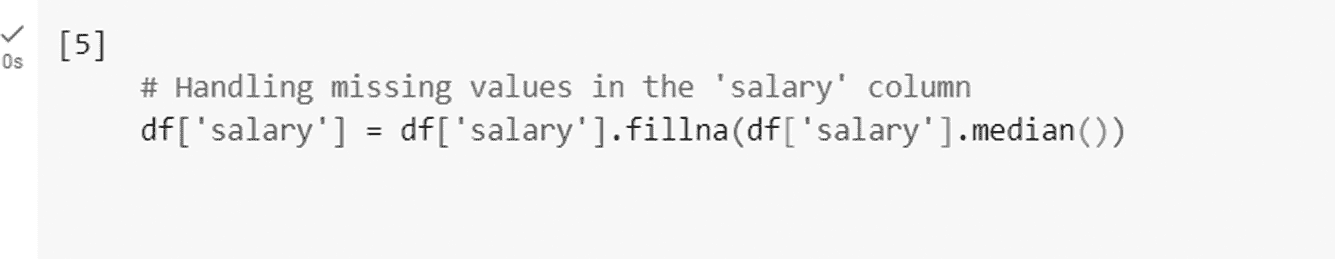 [5]
0s
# Handling missing values in the 'salary' column
df['salary'] = df['salary'].fillna(df['salary'].median())